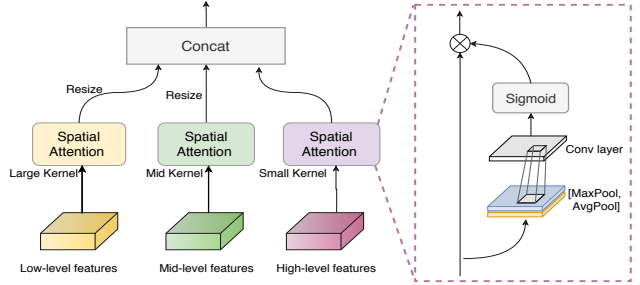 Concat
Resize
Resize
Spatial
Attention
Spatial
Attention
Spatial
Attention
Large Kernel
Mid Kernel
Small Kernel
Low-level features
Mid-level features
High-level features
Sigmoid
Conv layer
[MaxPool,
AvgPool]